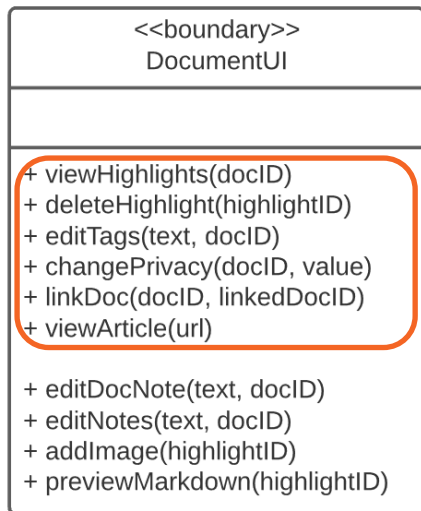 <<boundary>>
DocumentUI
+ viewHighlights(docID)
+ deleteHighlight(highlightID)
+ editTags(text, docID)
+ changePrivacy(docID, value)
+ linkDoc(docID, linkedDocID)
+ viewArticle(url)
+ editDocNote(text, docID)
+ editNotes(text, docID)
+ addImage(highlightID)
+ previewMarkdown(highlightID)